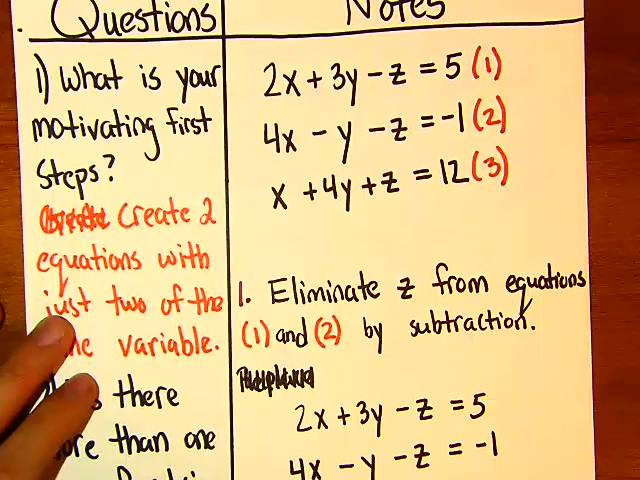 Questions
Notes
1) What is your
motivating first
steps?
Create 2
equations with
just two of the
variable.
there
more than one
2x + 3y - z = 5 (1)
4x - y - z = -1 (2)
x + 4y + z = 12 (3)
1. Eliminate z from equations
(1) and (2) by subtraction.
2x + 3y - z = 5
4x - y - z = -1